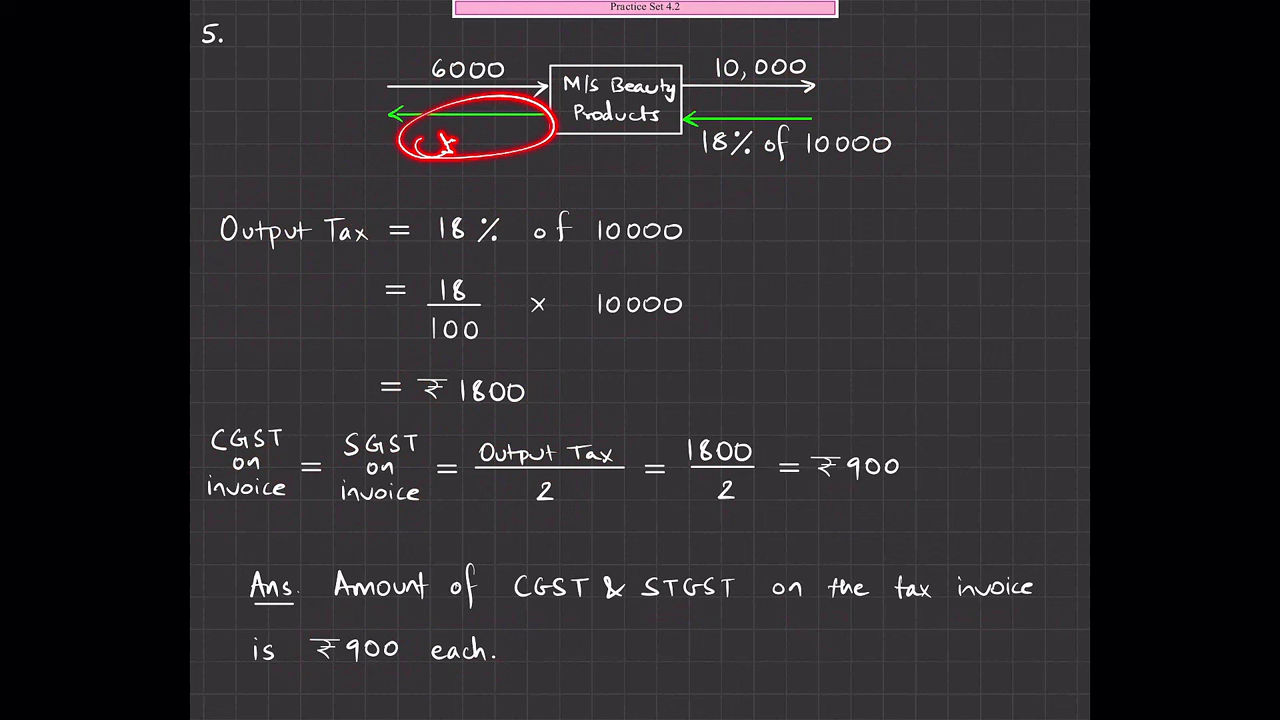 Practice Set 4.2
5.
6000
M/s Beauty
Products
10,000
18% of 10000
Output Tax = 18 % of 10000
= 18/100 × 10000
= ₹ 1800
CGST on invoice = SGST on invoice = Output Tax/2 = 1800/2 = ₹ 900
Ans. Amount of CGST & STGST on the tax invoice
is ₹ 900 each.